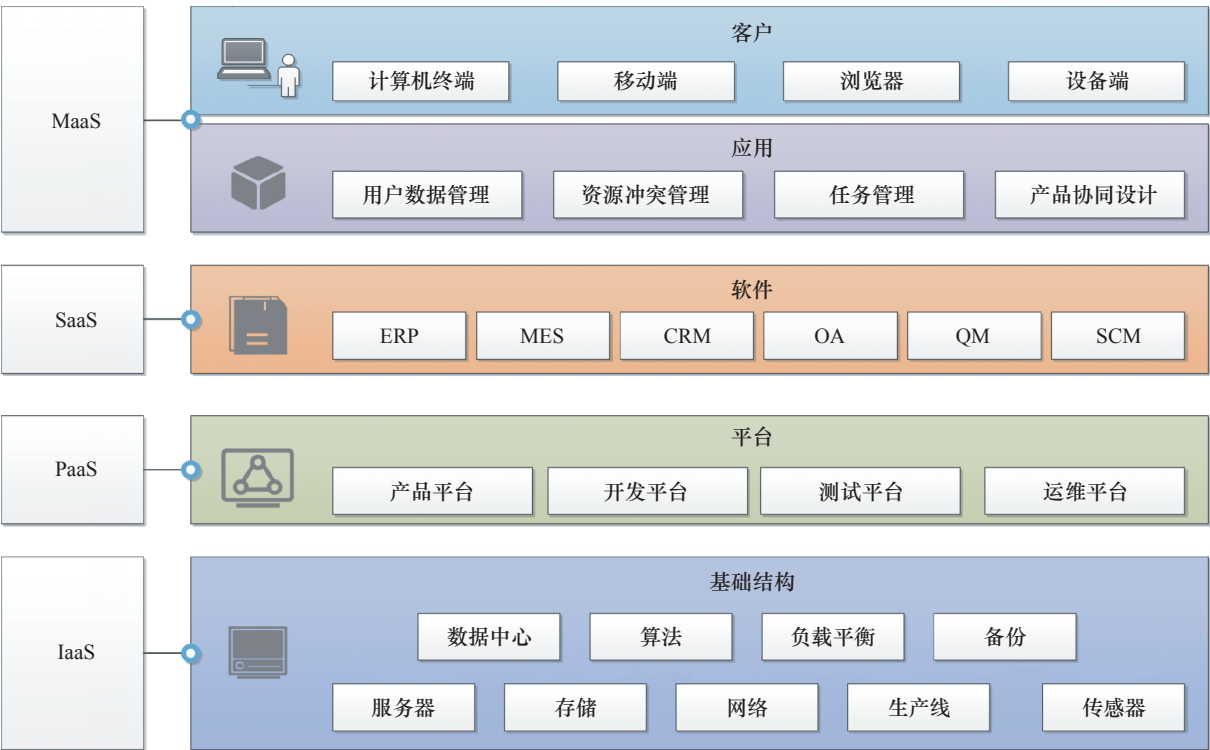 MaaS
客户
计算机终端
移动端
浏览器
设备端
应用
用户数据管理
资源冲突管理
任务管理
产品协同设计
SaaS
软件
ERP
MES
CRM
OA
QM
SCM
PaaS
平台
产品平台
开发平台
测试平台
运维平台
IaaS
基础结构
数据中心
算法
负载平衡
备份
服务器
存储
网络
生产线
传感器